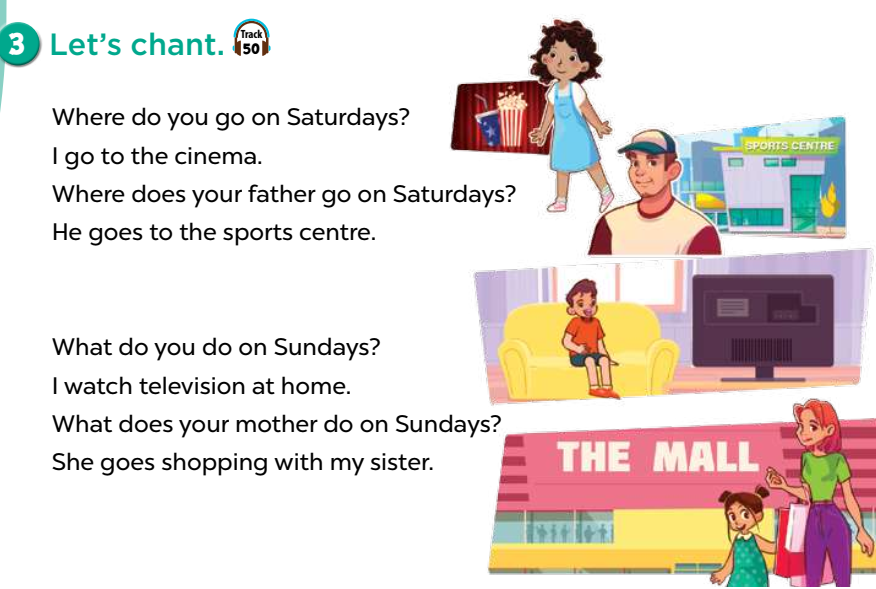 3 Let's chant. Track 50
Where do you go on Saturdays?
I go to the cinema.
Where does your father go on Saturdays?
He goes to the sports centre.
SPORTS CENTRE
What do you do on Sundays?
I watch television at home.
What does your mother do on Sundays?
She goes shopping with my sister.
THE MALL